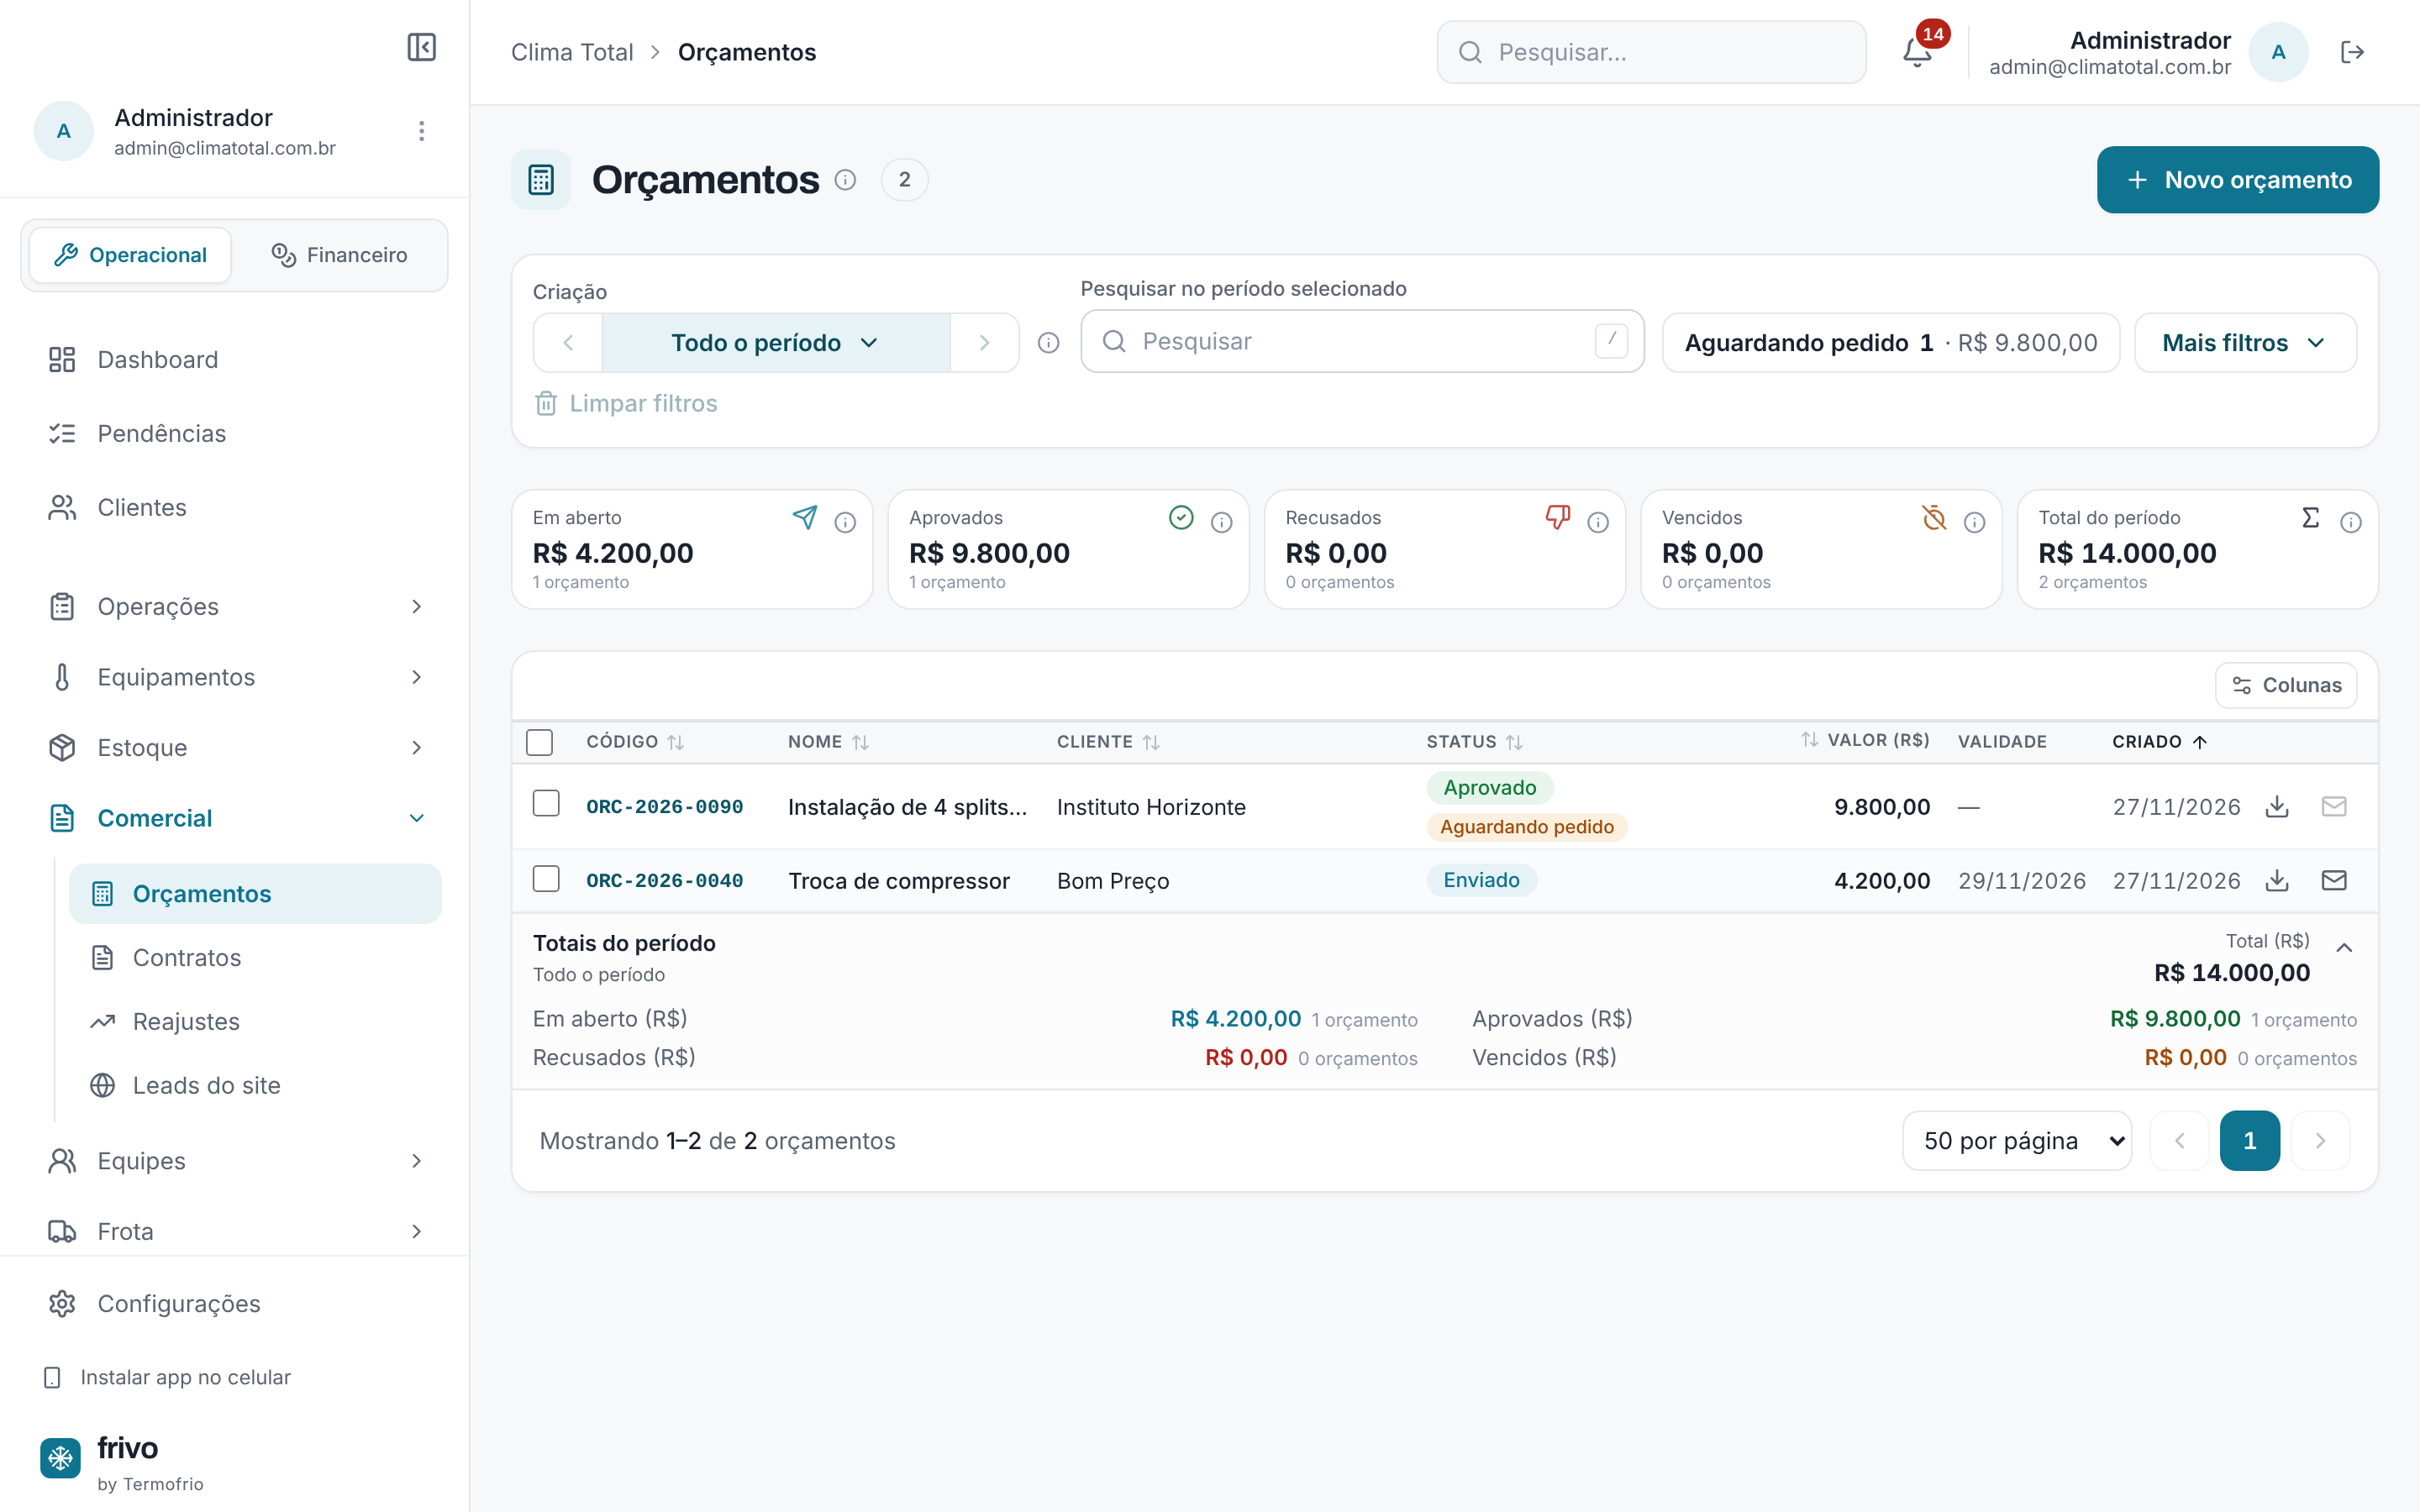 Administrador
admin@climatotal.com.br
Operacional
Financeiro
Dashboard
Pendências
Clientes
Operações
Equipamentos
Estoque
Comercial
Orçamentos
Contratos
Reajustes
Leads do site
Equipes
Frota
Configurações
Instalar app no celular
frivo
by Termofrio
Clima Total > Orçamentos
Pesquisar...
14
Administrador
admin@climatotal.com.br
A
A
Orçamentos 2
+ Novo orçamento
Criação
Todo o período
Pesquisar no período selecionado
Pesquisar /
Aguardando pedido 1 · R$ 9.800,00
Mais filtros
Limpar filtros
Em aberto
R$ 4.200,00
1 orçamento
Aprovados
R$ 9.800,00
1 orçamento
Recusados
R$ 0,00
0 orçamentos
Vencidos
R$ 0,00
0 orçamentos
Total do período
R$ 14.000,00
2 orçamentos
Colunas
CÓDIGO NOME CLIENTE STATUS VALOR (R$) VALIDADE CRIADO
ORC-2026-0090 Instalação de 4 splits... Instituto Horizonte Aprovado 9.800,00 — 27/11/2026
Aguardando pedido
ORC-2026-0040 Troca de compressor Bom Preço Enviado 4.200,00 29/11/2026 27/11/2026
Totais do período
Todo o período
Total (R$)
R$ 14.000,00
Em aberto (R$) R$ 4.200,00 1 orçamento Aprovados (R$) R$ 9.800,00 1 orçamento
Recusados (R$) R$ 0,00 0 orçamentos Vencidos (R$) R$ 0,00 0 orçamentos
Mostrando 1–2 de 2 orçamentos
50 por página
1